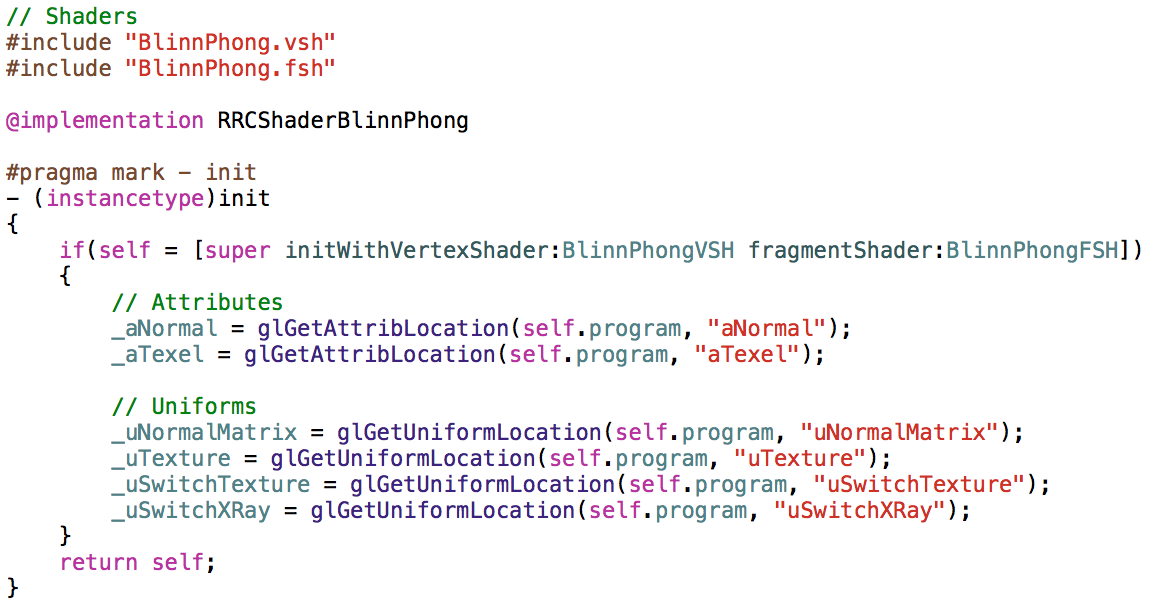 // Shaders
#include "BlinnPhong.vsh"
#include "BlinnPhong.fsh"

@implementation RRCShaderBlinnPhong

#pragma mark - init
- (instancetype)init
{
    if(self = [super initWithVertexShader:BlinnPhongVSH fragmentShader:BlinnPhongFSH])
    {
        // Attributes
        _aNormal = glGetAttribLocation(self.program, "aNormal");
        _aTexel = glGetAttribLocation(self.program, "aTexel");

        // Uniforms
        _uNormalMatrix = glGetUniformLocation(self.program, "uNormalMatrix");
        _uTexture = glGetUniformLocation(self.program, "uTexture");
        _uSwitchTexture = glGetUniformLocation(self.program, "uSwitchTexture");
        _uSwitchXRay = glGetUniformLocation(self.program, "uSwitchXRay");
    }
    return self;
}